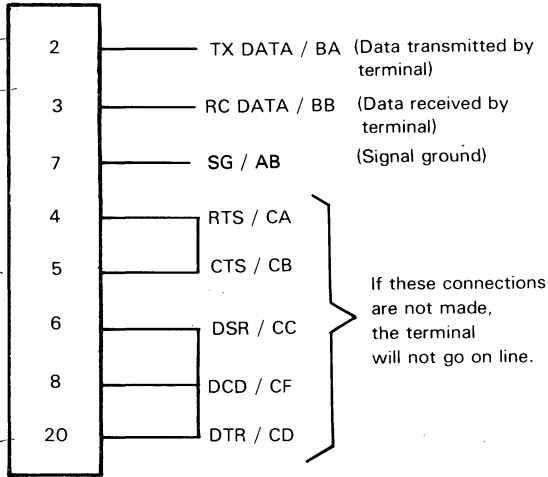 2 TX DATA / BA (Data transmitted by
terminal)
3 RC DATA / BB (Data received by
terminal)
7 SG / AB (Signal ground)
4 RTS / CA
5 CTS / CB
6 DSR / CC
8 DCD / CF
20 DTR / CD
If these connections
are not made,
the terminal
will not go on line.